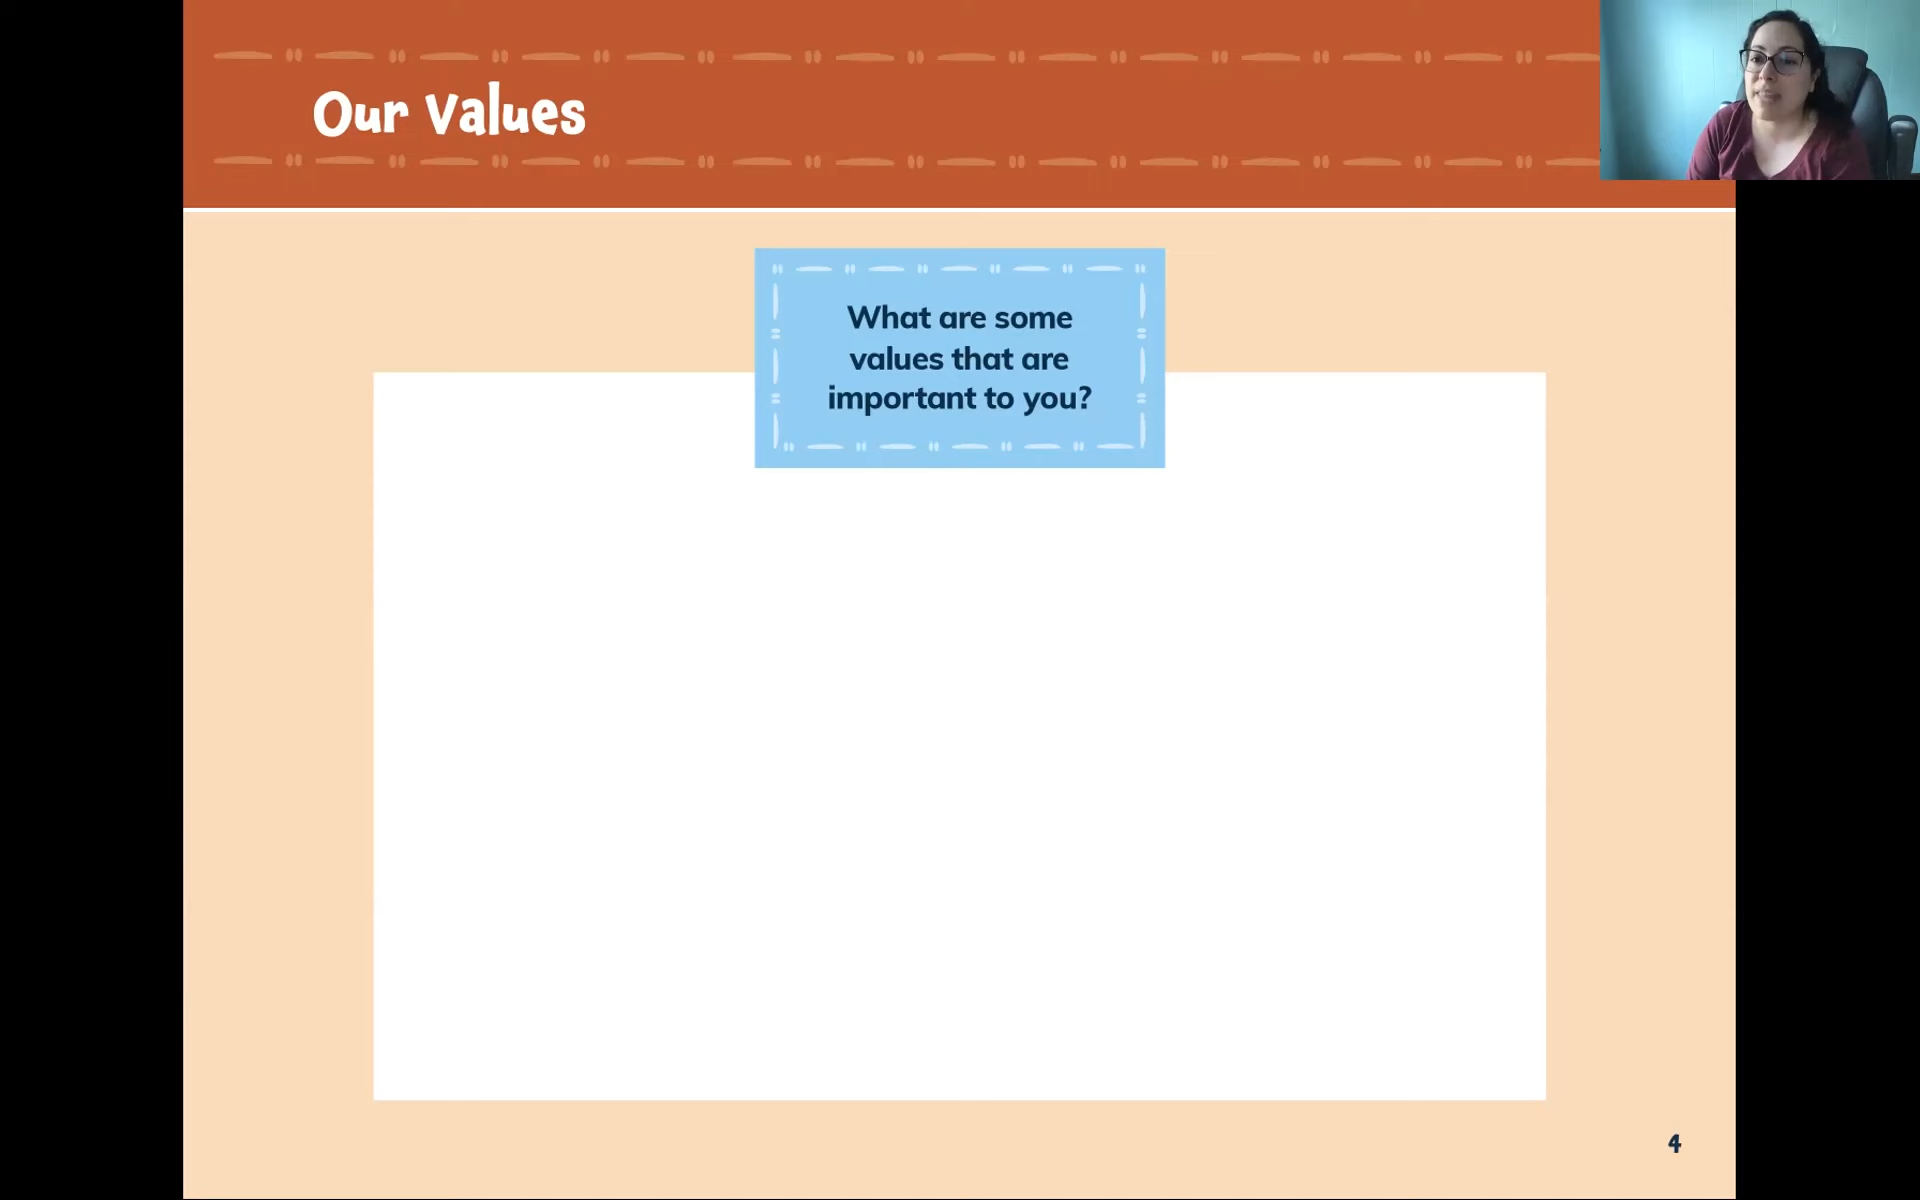 Our Values
What are some
values that are
important to you?
4